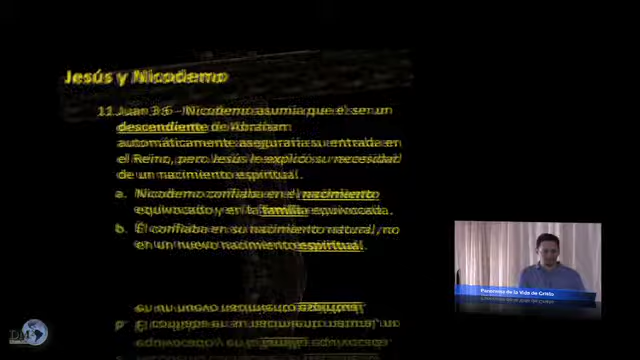 Jesús y Nicodemo
11. Juan 3:5 - Nicodemo asumía que el ser un
descendiente de Abraham
automáticamente aseguraría su entrada en
el Reino, pero Jesús le explicó su necesidad
de un nacimiento espiritual.
a. Nicodemo confiaba en el nacimiento
equivocado y en la familia equivocada.
b. Él confiaba en su nacimiento natural, no
en un nuevo nacimiento espiritual.
Panorama de la Vida de Cristo